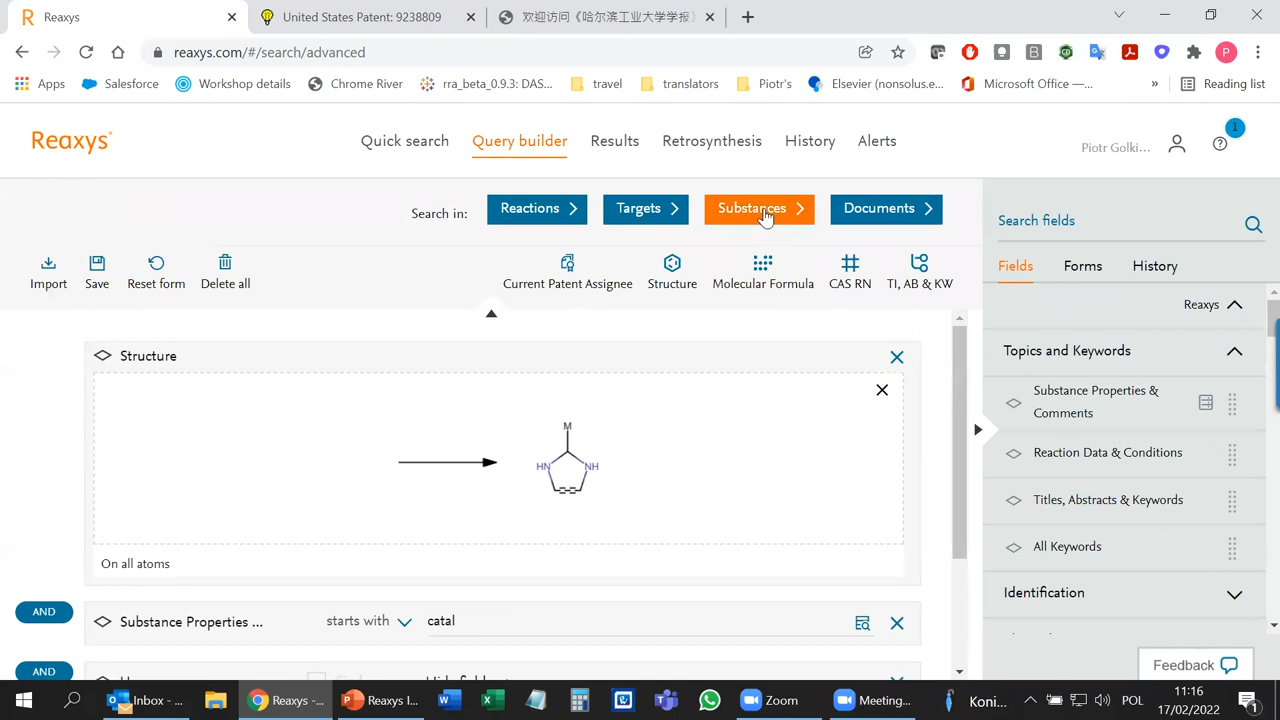 Reaxys
United States Patent: 9238809
欢迎访问《哈尔滨工业大学学报》
reaxys.com/#/search/advanced
P
Apps
Salesforce
Workshop details
Chrome River
rra_beta_0.9.3: DAS...
travel
translators
Piotr's
Elsevier (nonsolus.e...
Microsoft Office —...
»
Reading list
Reaxys®
Quick search
Query builder
Results
Retrosynthesis
History
Alerts
Piotr Golki...
1
Search in:
Reactions
Targets
Substances
Documents
Search fields
Import
Save
Reset form
Delete all
Current Patent Assignee
Structure
Molecular Formula
CAS RN
TI, AB & KW
Fields
Forms
History
Reaxys
Structure
Topics and Keywords
M
HN
NH
Substance Properties &
Comments
Reaction Data & Conditions
Titles, Abstracts & Keywords
All Keywords
On all atoms
Identification
AND
Substance Properties ...
starts with
catal
AND
Feedback
Inbox - ...
Reaxys -...
Reaxys I...
Zoom
Meeting...
Koni...
POL
11:16
17/02/2022
1